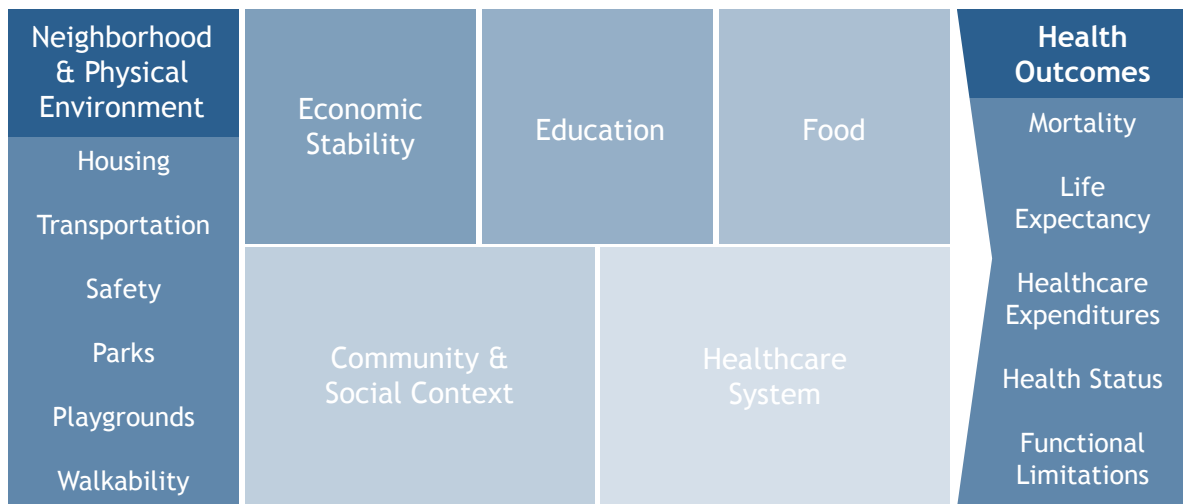 Neighborhood
& Physical
Environment
Housing
Transportation
Safety
Parks
Playgrounds
Walkability
Economic
Stability
Education
Food
Community &
Social Context
Healthcare
System
Health
Outcomes
Mortality
Life
Expectancy
Healthcare
Expenditures
Health Status
Functional
Limitations